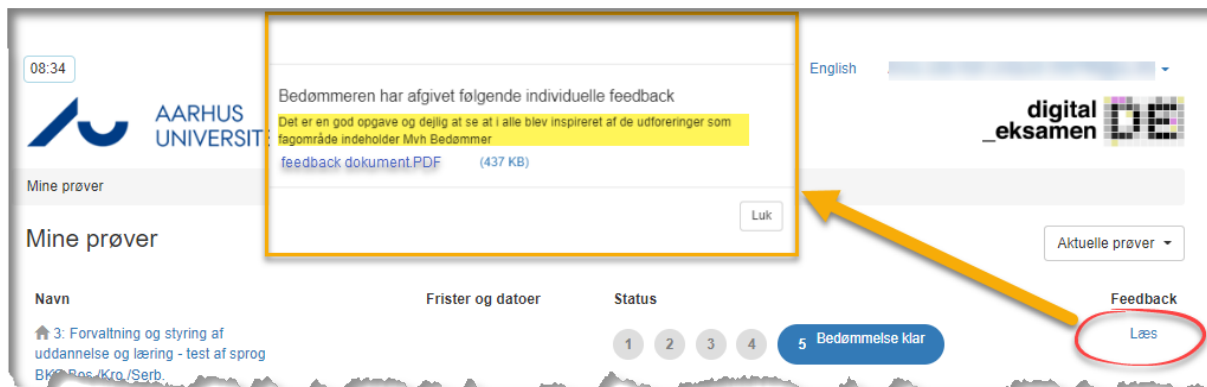 08:34
English
AARHUS
UNIVERSIT
digital
_eksamen
Bedømmeren har afgivet følgende individuelle feedback
Det er en god opgave og dejlig at se at i alle blev inspireret af de udforeringer som
fagområde indeholder Mvh Bedømmer
feedback dokument.PDF (437 KB)
Luk
Mine prøver
Mine prøver
Aktuelle prøver
Navn Frister og datoer Status Feedback
3: Forvaltning og styring af
uddannelse og læring - test af sprog
Bos./Kro./Serb.
1 2 3 4 5 Bedømmelse klar
Læs